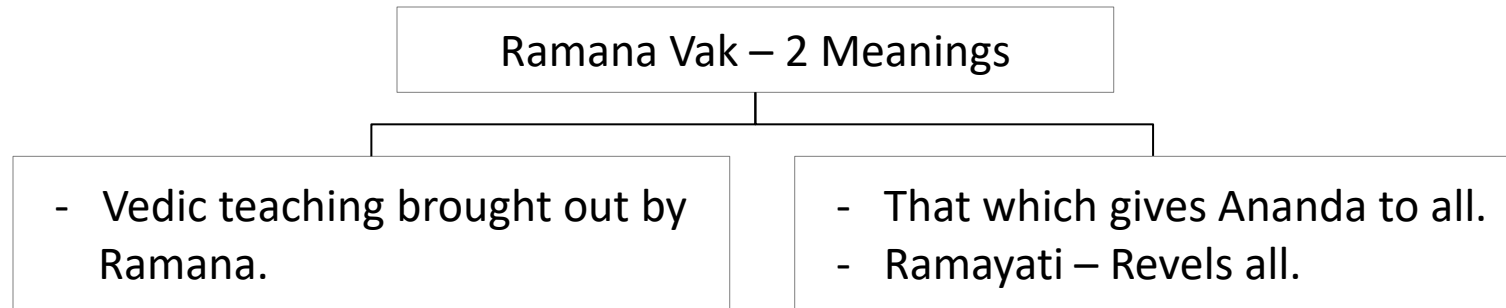 Ramana Vak – 2 Meanings
- Vedic teaching brought out by
Ramana.
- That which gives Ananda to all.
- Ramayati – Revels all.